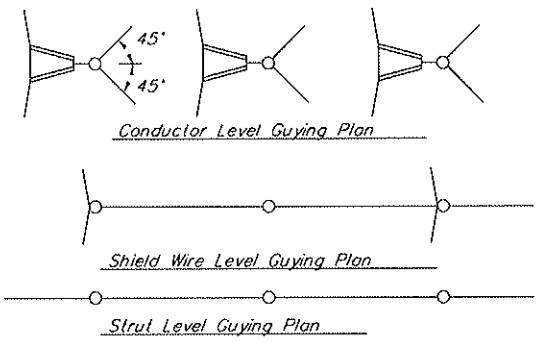 45°
45°
Conductor Level Guying Plan
Shield Wire Level Guying Plan
Strut Level Guying Plan